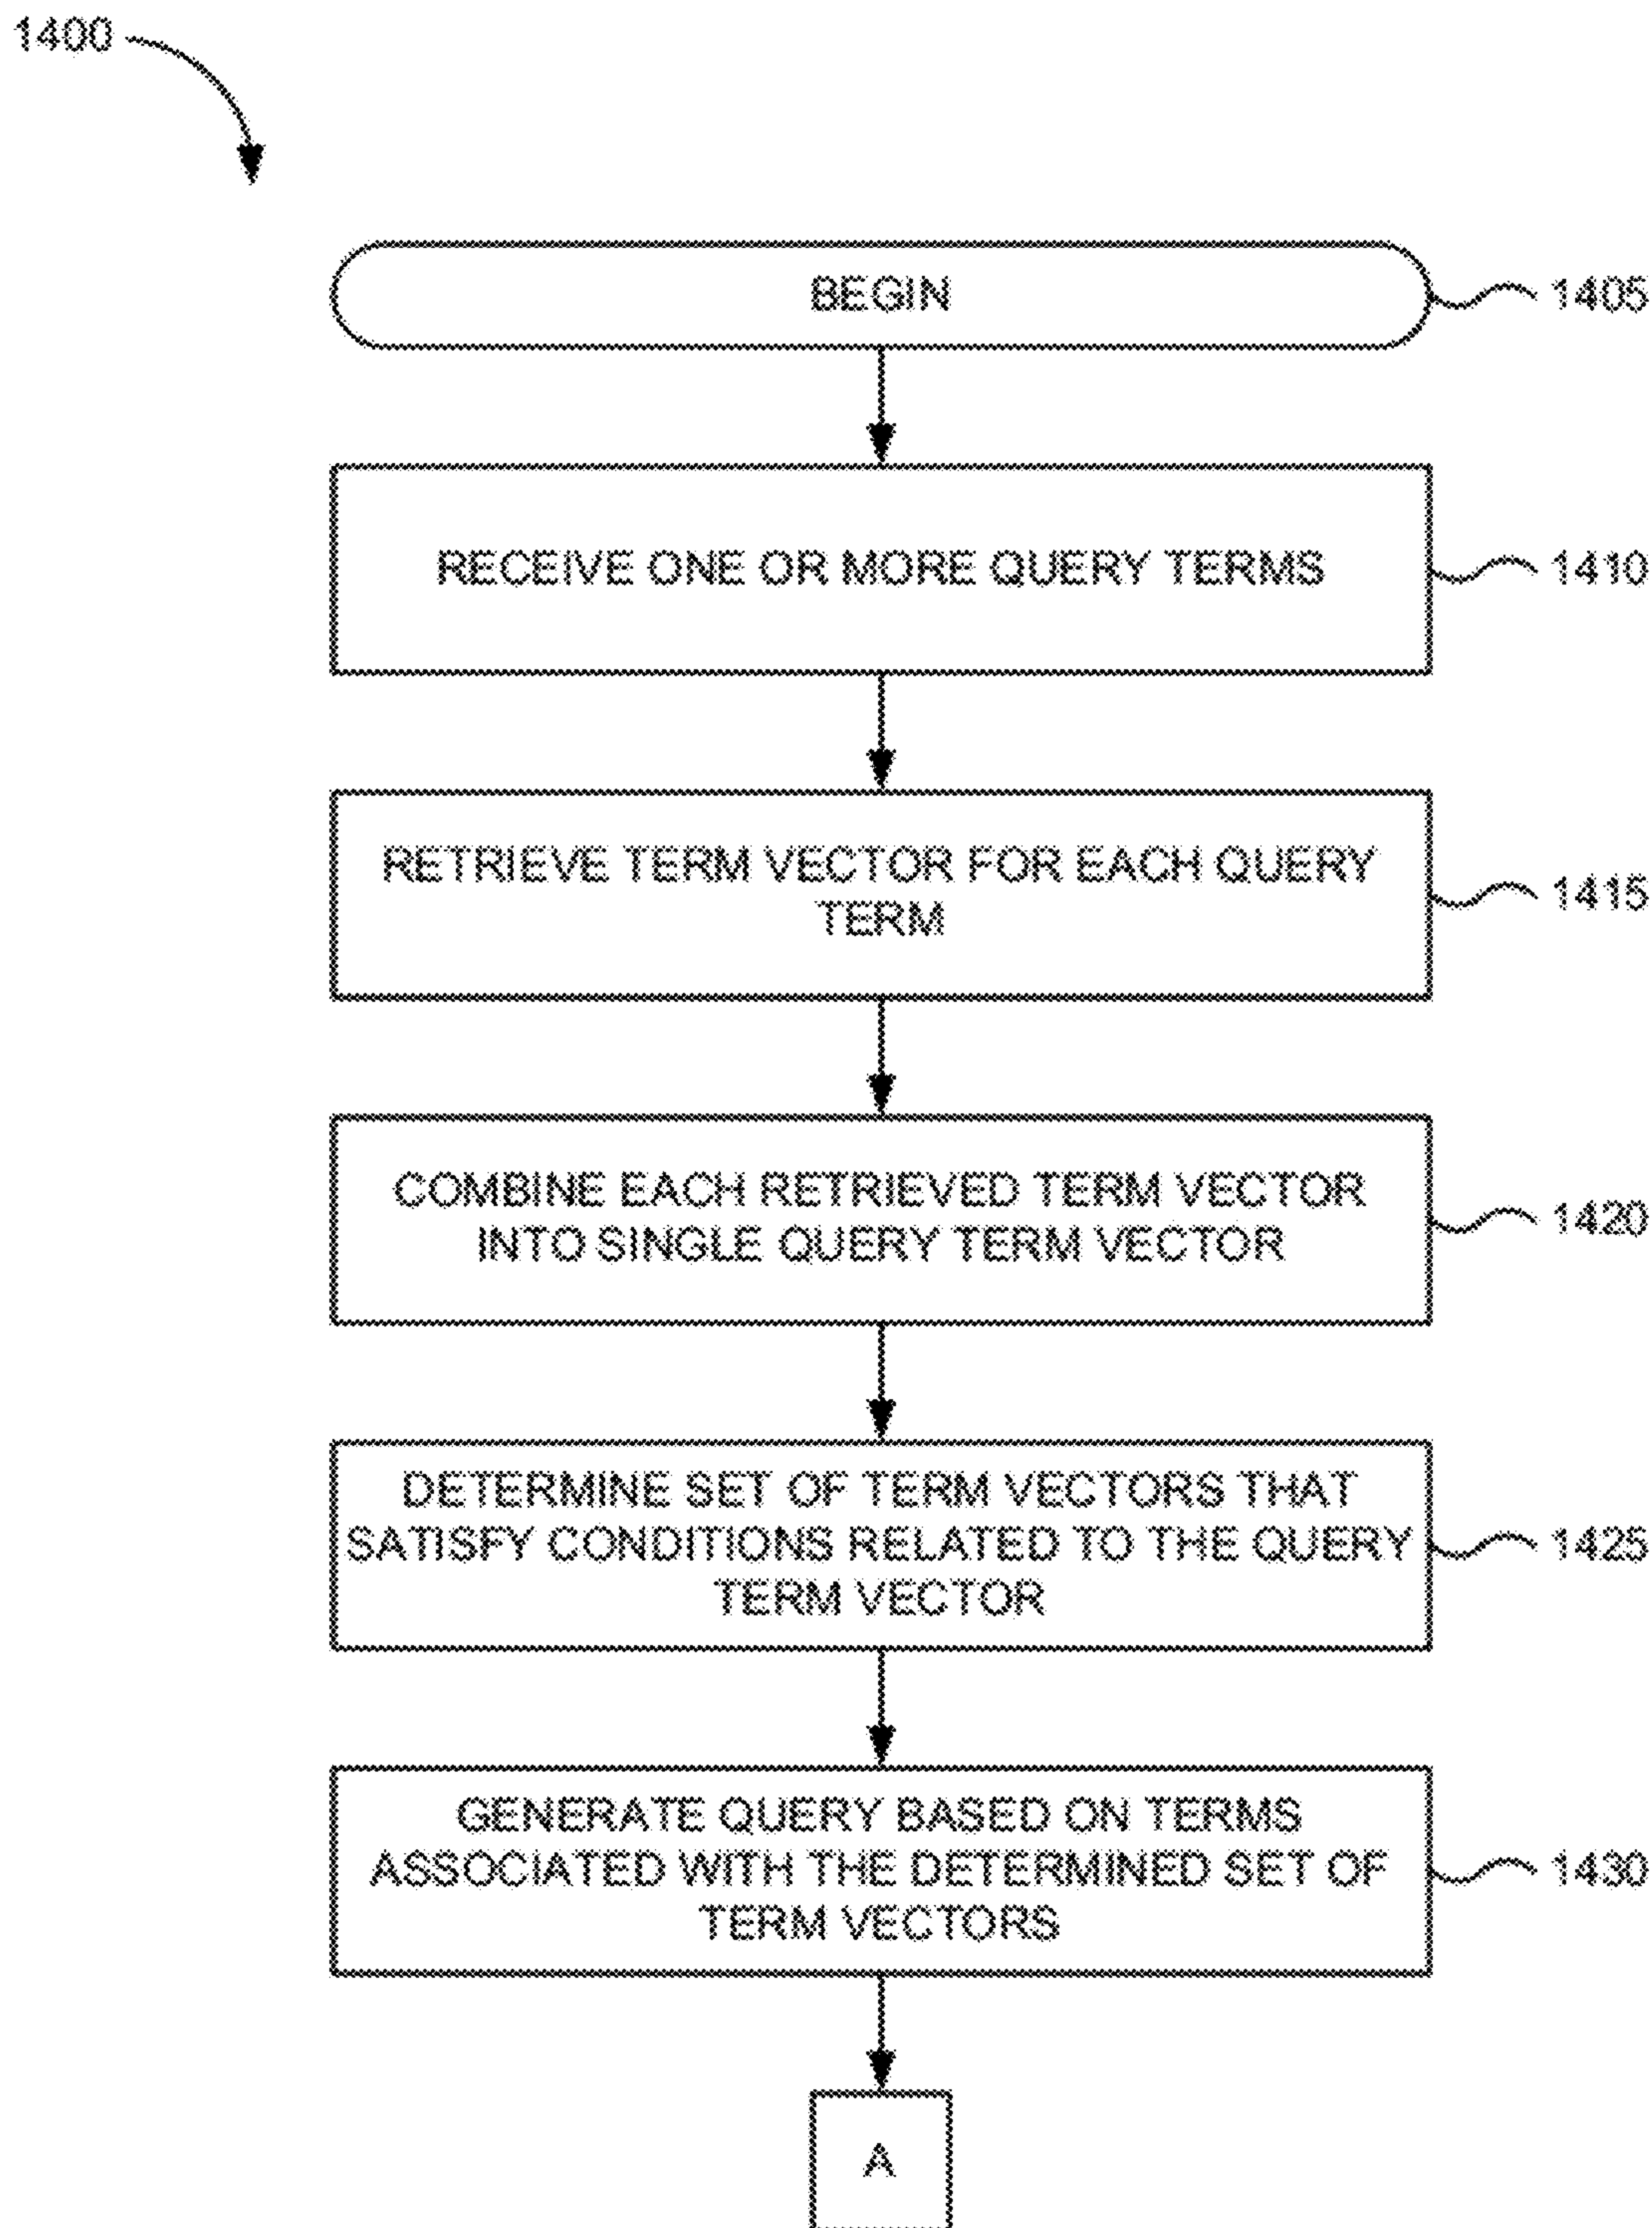 1400
BEGIN
1405
RECEIVE ONE OR MORE QUERY TERMS
1410
RETRIEVE TERM VECTOR FOR EACH QUERY
TERM
1415
COMBINE EACH RETRIEVED TERM VECTOR
INTO SINGLE QUERY TERM VECTOR
1420
DETERMINE SET OF TERM VECTORS THAT
SATISFY CONDITIONS RELATED TO THE QUERY
TERM VECTOR
1425
GENERATE QUERY BASED ON TERMS
ASSOCIATED WITH THE DETERMINED SET OF
TERM VECTORS
1430
A